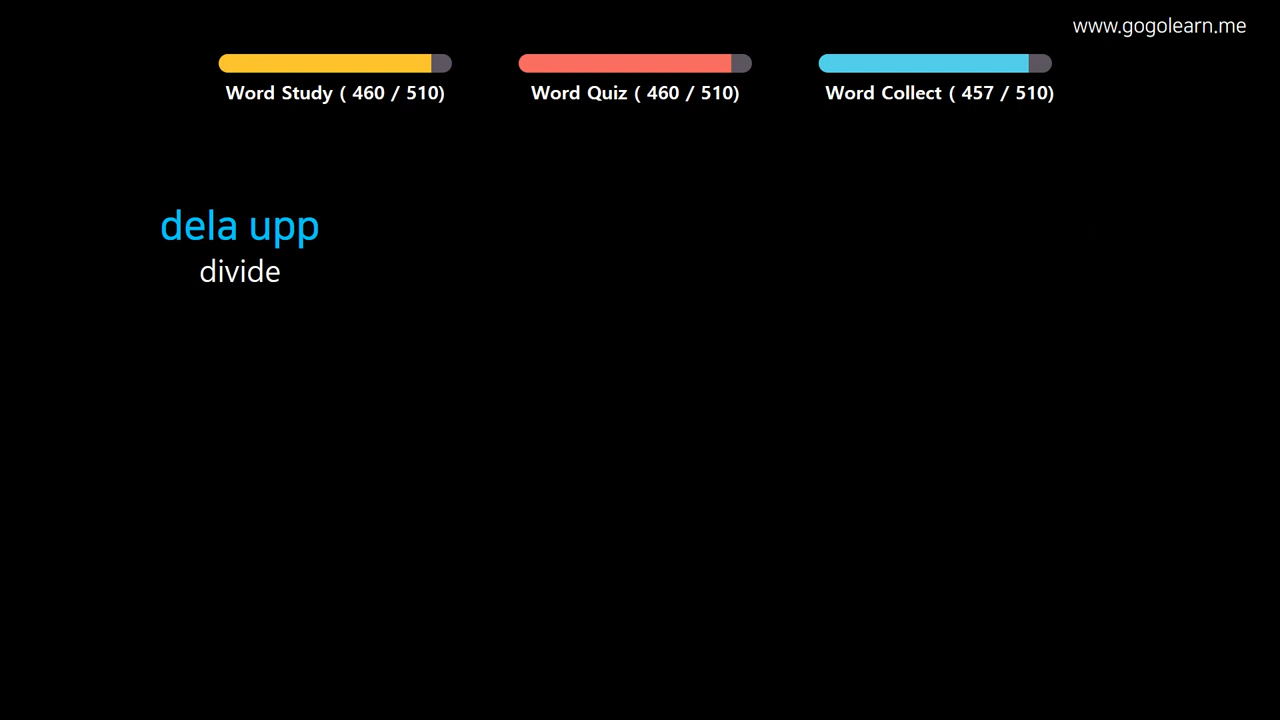 www.gogolearn.me
Word Study ( 460 / 510)
Word Quiz ( 460 / 510)
Word Collect ( 457 / 510)
dela upp
divide